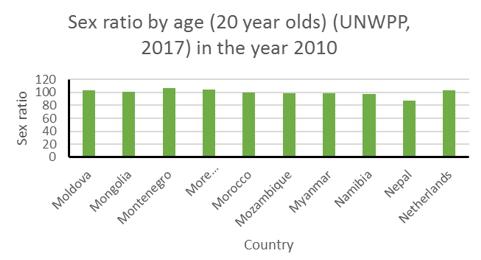 Sex ratio by age (20 year olds) (UNWPP,
2017) in the year 2010
120
100
80
60
40
20
0
Sex ratio
Moldova
Mongolia
Montenegro
More...
Morocco
Mozambique
Myanmar
Namibia
Nepal
Netherlands
Country